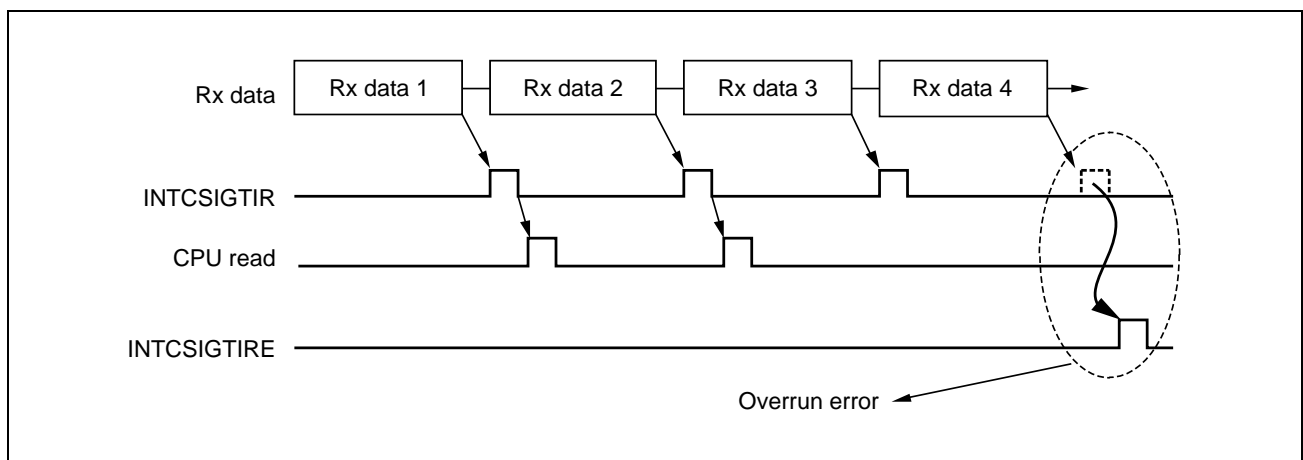 Rx data Rx data 1 Rx data 2 Rx data 3 Rx data 4
INTCSIGTIR
CPU read
INTCSIGTIRE
Overrun error